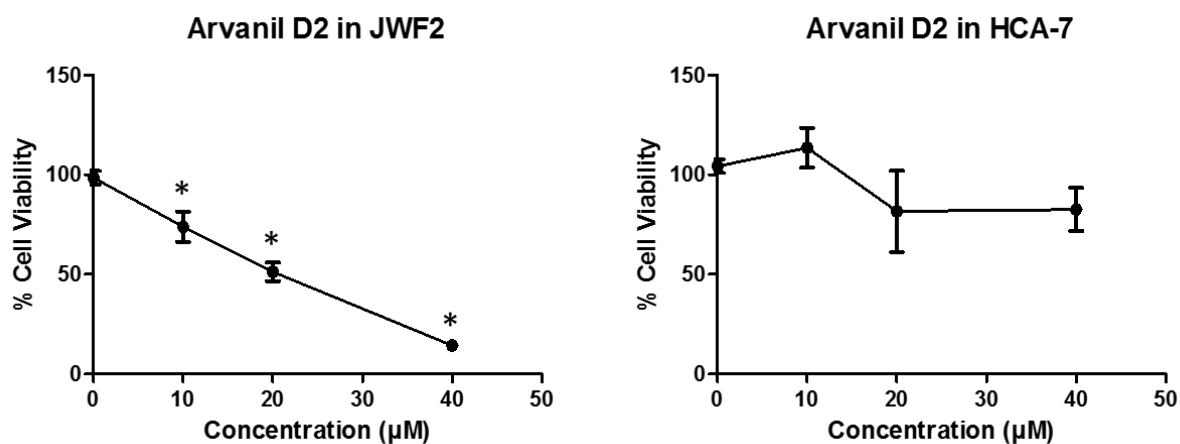 Arvanil D2 in JWF2
% Cell Viability
150
100
50
0
*
*
*
0 10 20 30 40 50
Concentration (µM)
Arvanil D2 in HCA-7
% Cell Viability
150
100
50
0
0 10 20 30 40 50
Concentration (µM)